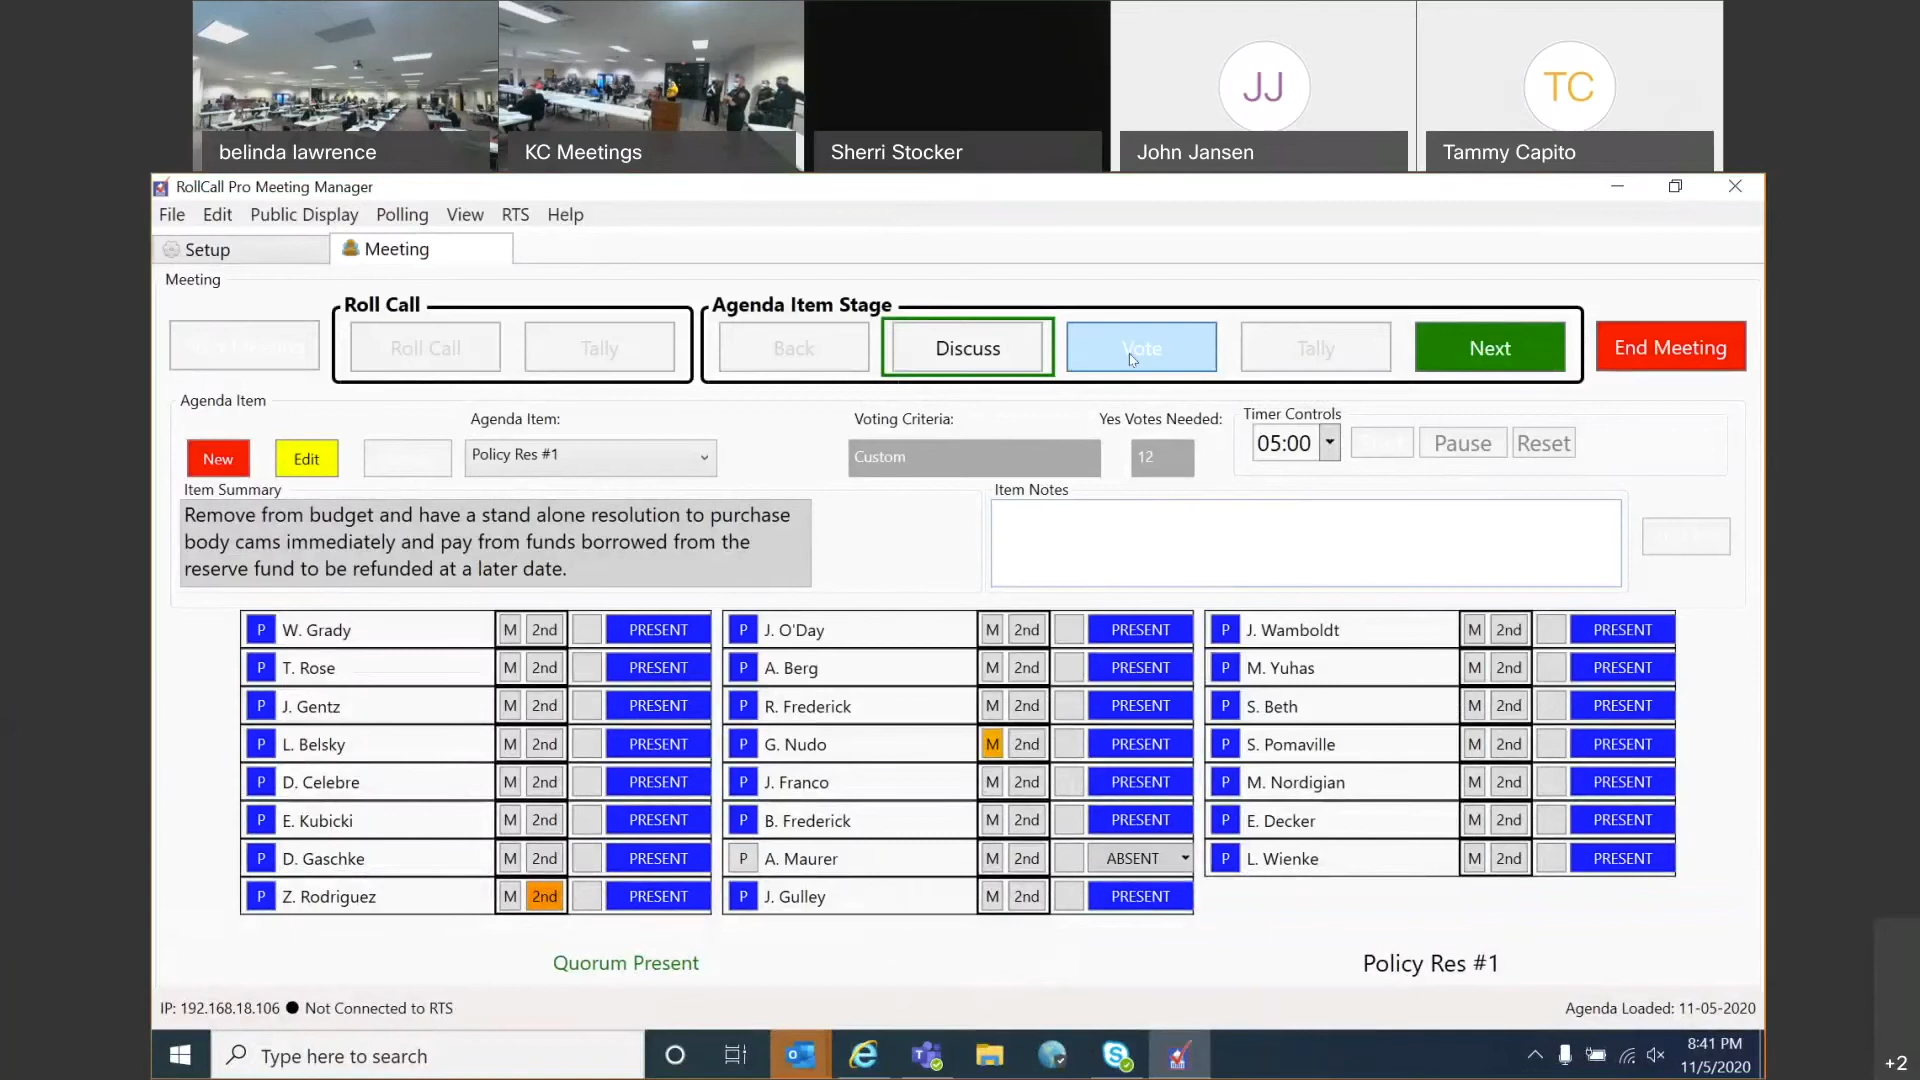 JJ
TC
belinda lawrence
KC Meetings
Sherri Stocker
John Jansen
Tammy Capito
RollCall Pro Meeting Manager
File Edit Public Display Polling View RTS Help
Setup
Meeting
Meeting
Roll Call
Agenda Item Stage
Roll Call
Tally
Back
Discuss
Vote
Tally
Next
End Meeting
Agenda Item
Agenda Item:
Voting Criteria:
Yes Votes Needed:
Timer Controls
New
Edit
Policy Res #1
Custom
12
05:00
Pause
Reset
Item Summary
Item Notes
Remove from budget and have a stand alone resolution to purchase
body cams immediately and pay from funds borrowed from the
reserve fund to be refunded at a later date.
P W. Grady M 2nd PRESENT
P T. Rose M 2nd PRESENT
P J. Gentz M 2nd PRESENT
P L. Belsky M 2nd PRESENT
P D. Celebre M 2nd PRESENT
P E. Kubicki M 2nd PRESENT
P D. Gaschke M 2nd PRESENT
P Z. Rodriguez M 2nd PRESENT
P J. O'Day M 2nd PRESENT
P A. Berg M 2nd PRESENT
P R. Frederick M 2nd PRESENT
P G. Nudo M 2nd PRESENT
P J. Franco M 2nd PRESENT
P B. Frederick M 2nd PRESENT
P A. Maurer M 2nd ABSENT
P J. Gulley M 2nd PRESENT
P J. Wamboldt M 2nd PRESENT
P M. Yuhas M 2nd PRESENT
P S. Beth M 2nd PRESENT
P S. Pomaville M 2nd PRESENT
P M. Nordigian M 2nd PRESENT
P E. Decker M 2nd PRESENT
P L. Wienke M 2nd PRESENT
Quorum Present
Policy Res #1
IP: 192.168.18.106 Not Connected to RTS
Agenda Loaded: 11-05-2020
Type here to search
8:41 PM
11/5/2020
+2